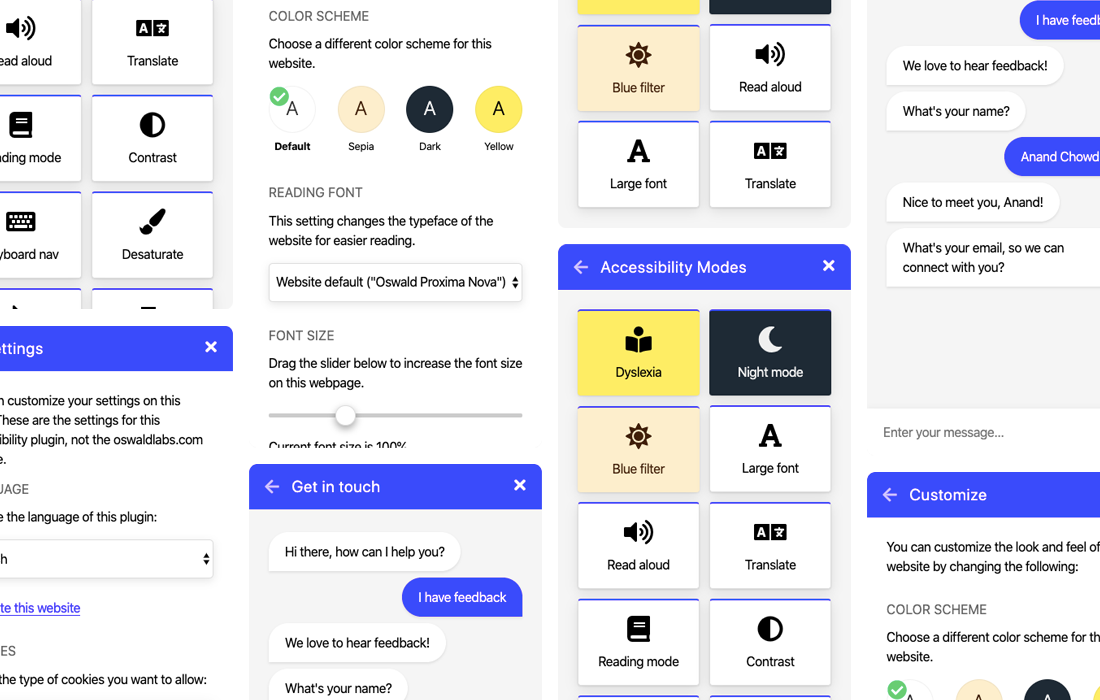 ead aloud
Translate
ding mode
Contrast
yboard nav
Desaturate
ettings
n customize your settings on this
These are the settings for this
ibility plugin, not the oswaldlabs.com
e.
UAGE
e the language of this plugin:
h
te this website
ES
the type of cookies you want to allow:
COLOR SCHEME
Choose a different color scheme for this
website.
A A A A
Default Sepia Dark Yellow
READING FONT
This setting changes the typeface of the
website for easier reading.
Website default ("Oswald Proxima Nova")
FONT SIZE
Drag the slider below to increase the font size
on this webpage.
Current font size is 100%
Get in touch
Hi there, how can I help you?
I have feedback
We love to hear feedback!
What's your name?
Blue filter
Read aloud
Large font
Translate
Accessibility Modes
Dyslexia
Night mode
Blue filter
Large font
Read aloud
Translate
Reading mode
Contrast
I have feedb
We love to hear feedback!
What's your name?
Anand Chowd
Nice to meet you, Anand!
What's your email, so we can
connect with you?
Enter your message...
Customize
You can customize the look and feel of
website by changing the following:
COLOR SCHEME
Choose a different color scheme for th
website.